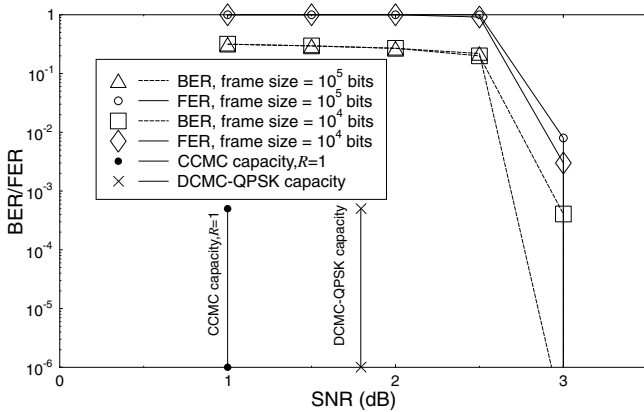 BER/FER
1
10^-1
10^-2
10^-3
10^-4
10^-5
10^-6
BER, frame size = 10^5 bits
FER, frame size = 10^5 bits
BER, frame size = 10^4 bits
FER, frame size = 10^4 bits
CCMC capacity,R=1
DCMC-QPSK capacity
CCMC capacity, R=1
DCMC-QPSK capacity
0 1 2 3
SNR (dB)